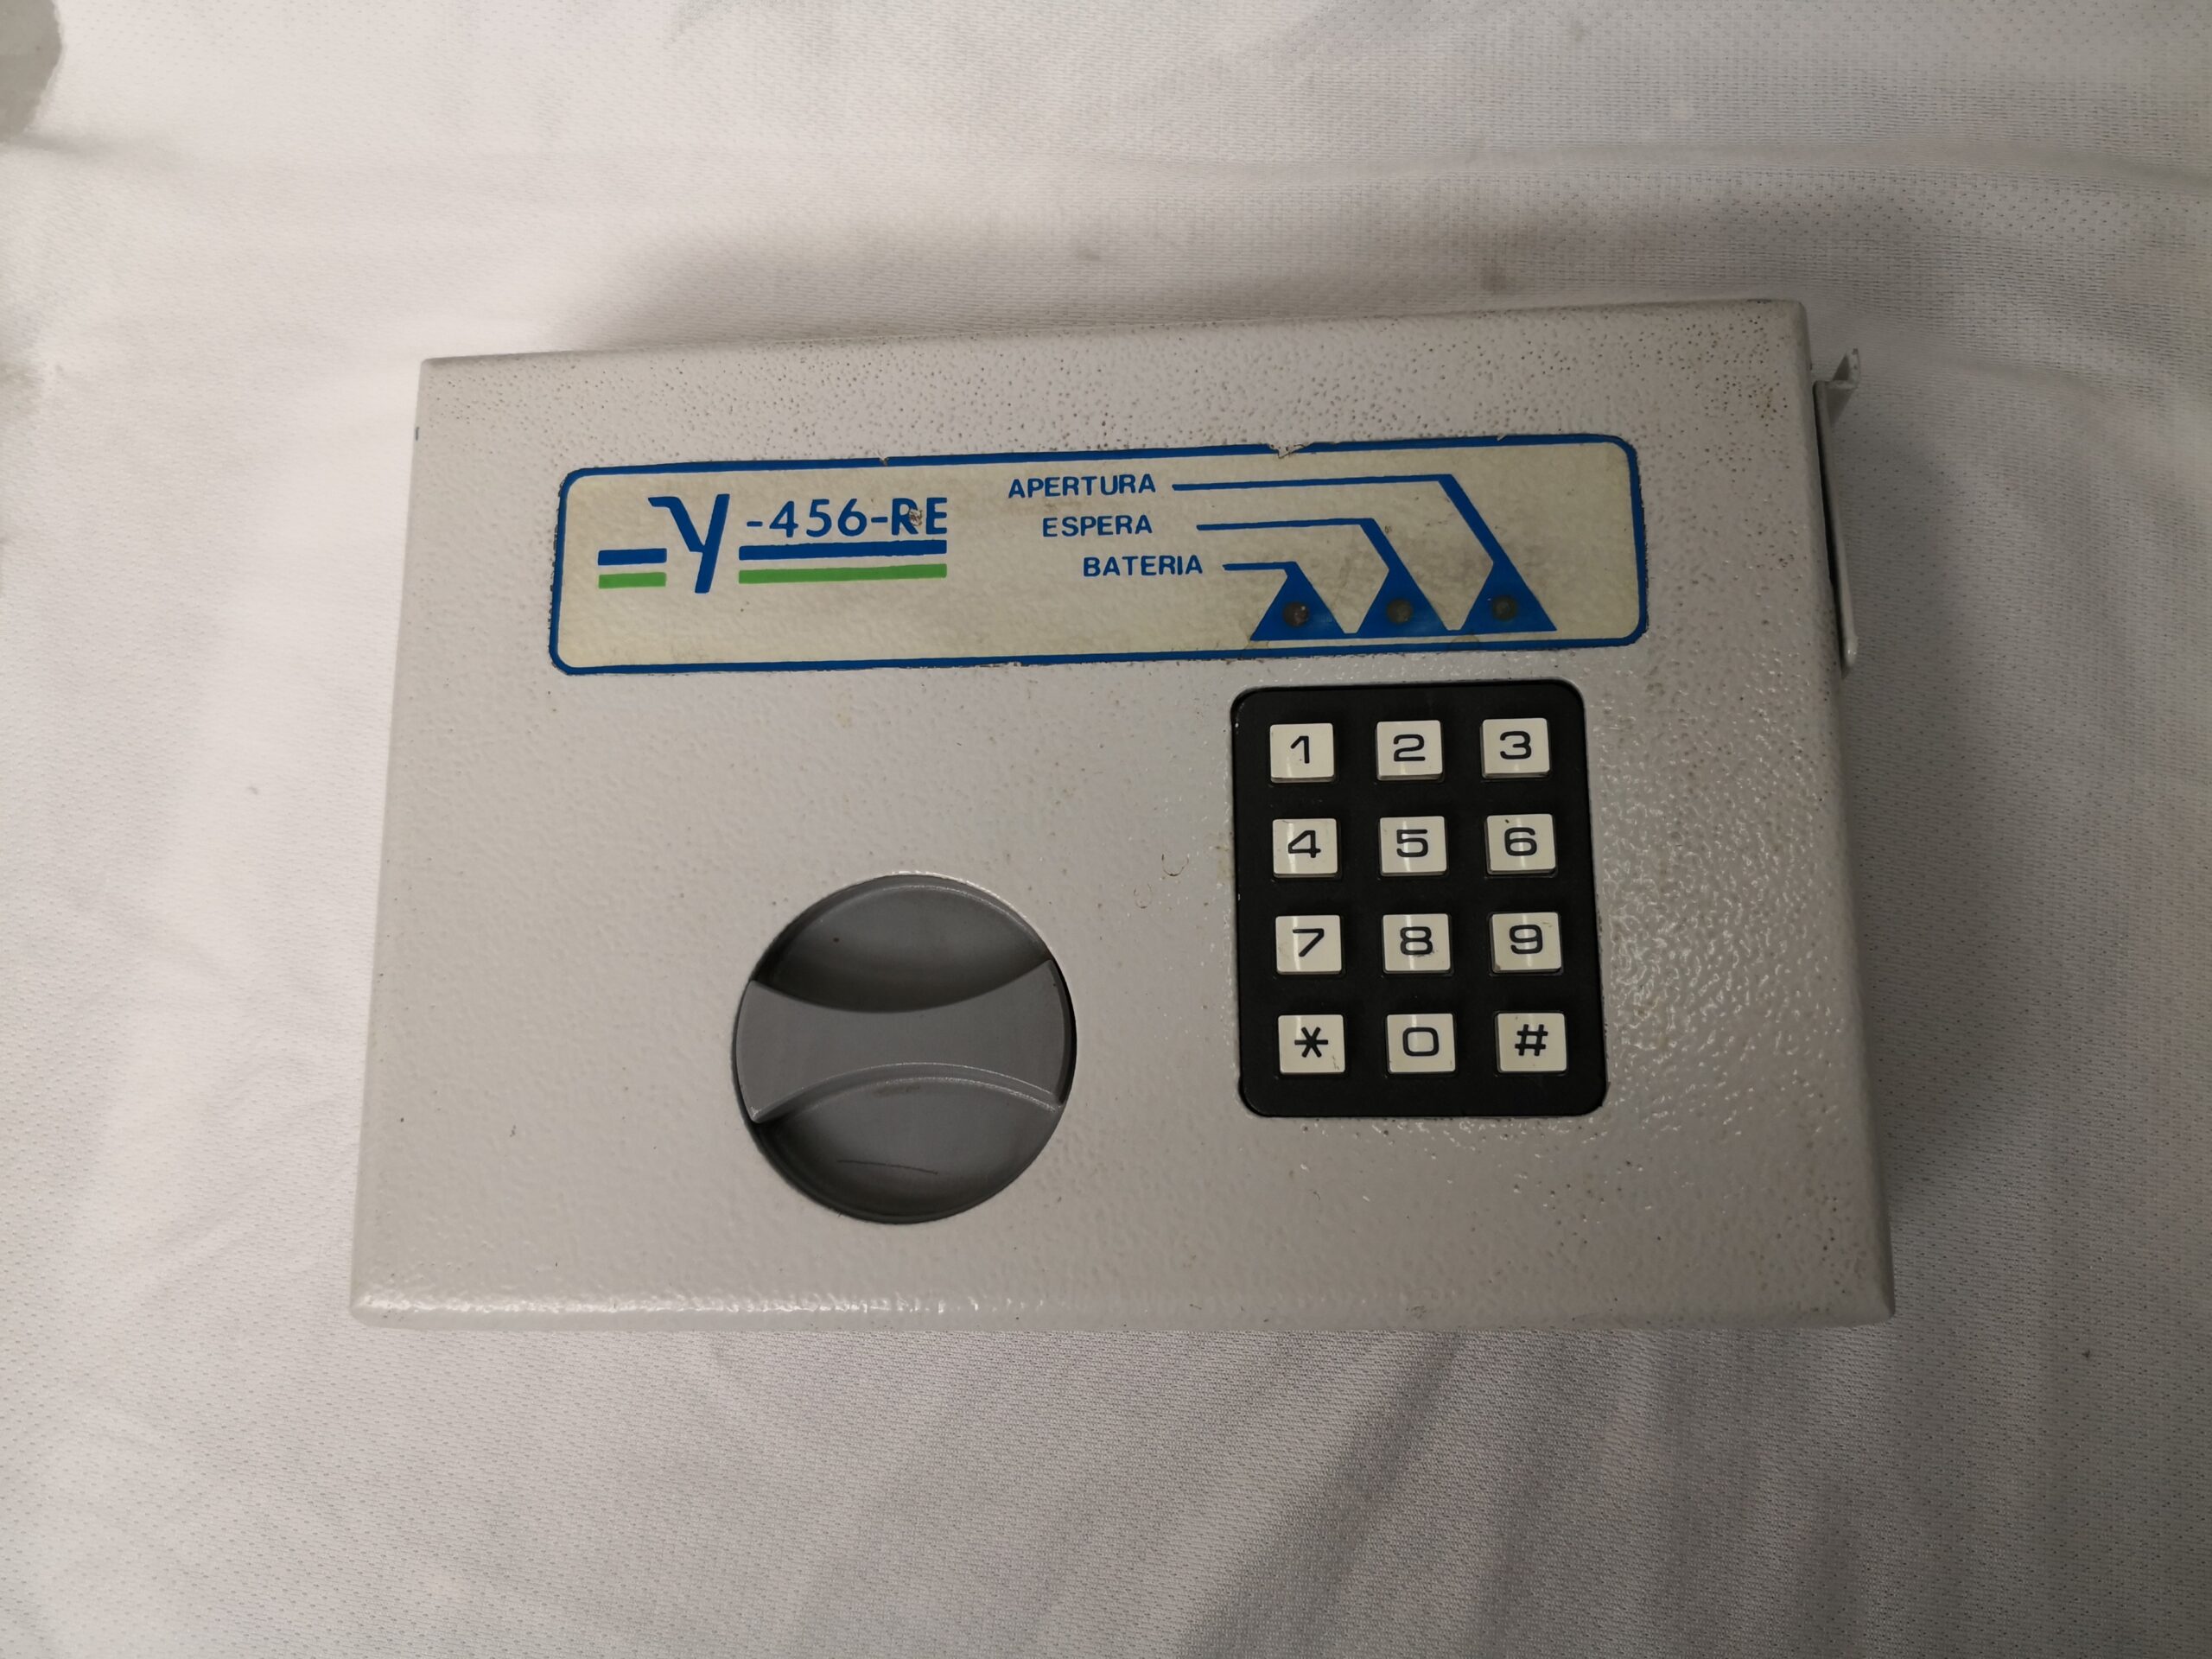 Y-456-RE
APERTURA
ESPERA
BATERIA
1 2 3
4 5 6
7 8 9
* 0 #